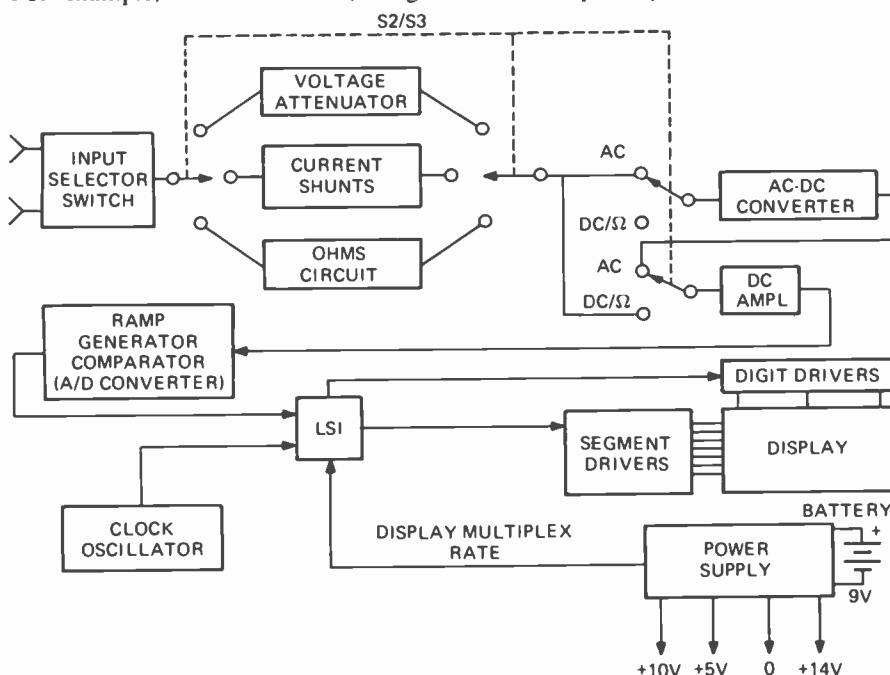 S2/S3
VOLTAGE
ATTENUATOR
INPUT
SELECTOR
SWITCH
CURRENT
SHUNTS
OHMS
CIRCUIT
AC
DC/Ω
AC
DC/Ω
AC-DC
CONVERTER
DC
AMPL
RAMP
GENERATOR
COMPARATOR
(A/D CONVERTER)
LSI
DIGIT DRIVERS
SEGMENT
DRIVERS
DISPLAY
CLOCK
OSCILLATOR
DISPLAY MULTIPLEX
RATE
POWER
SUPPLY
BATTERY
+
9V
+10V +5V 0 +14V